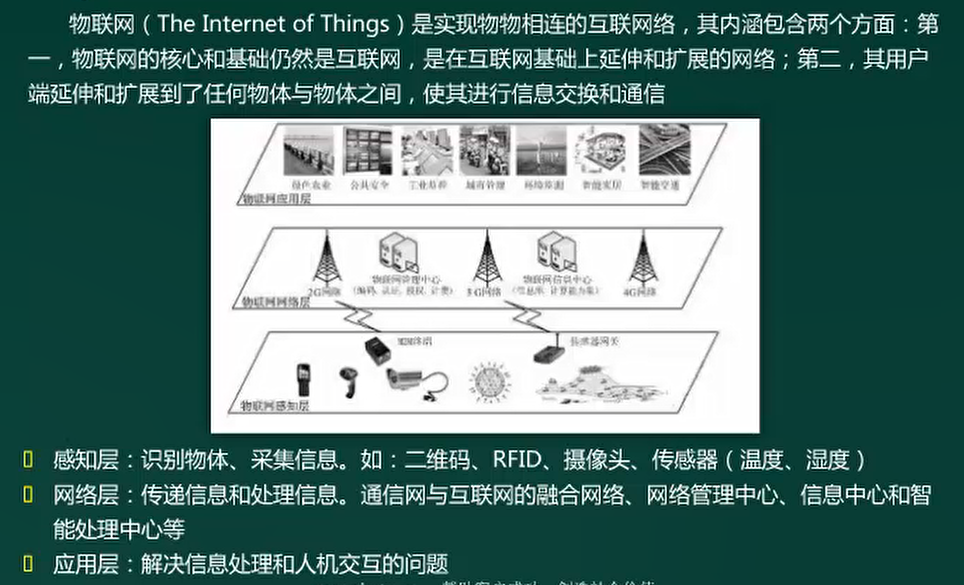 物联网（The Internet of Things）是实现物物相连的互联网络，其内涵包含两个方面：第
一，物联网的核心和基础仍然是互联网，是在互联网基础上延伸和扩展的网络；第二，其用户
端延伸和扩展到了任何物体与物体之间，使其进行信息交换和通信
绿色农业 公共安全 工业监控 城市管理 环境监测 智能家居 智能交通
物联网应用层
物联网管理中心 物联网信息中心
（编码、认证、授权、计费） （信息库、计算能力集）
2G网络 3G网络 4G网络
物联网网络层
M2M终端 传感器网关
物联网感知层
感知层：识别物体、采集信息。如：二维码、RFID、摄像头、传感器（温度、湿度）
网络层：传递信息和处理信息。通信网与互联网的融合网络、网络管理中心、信息中心和智
能处理中心等
应用层：解决信息处理和人机交互的问题